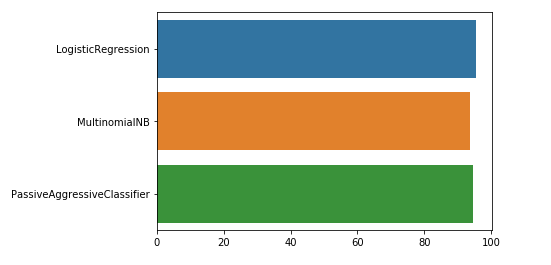 LogisticRegression
MultinomialNB
PassiveAggressiveClassifier
0 20 40 60 80 100